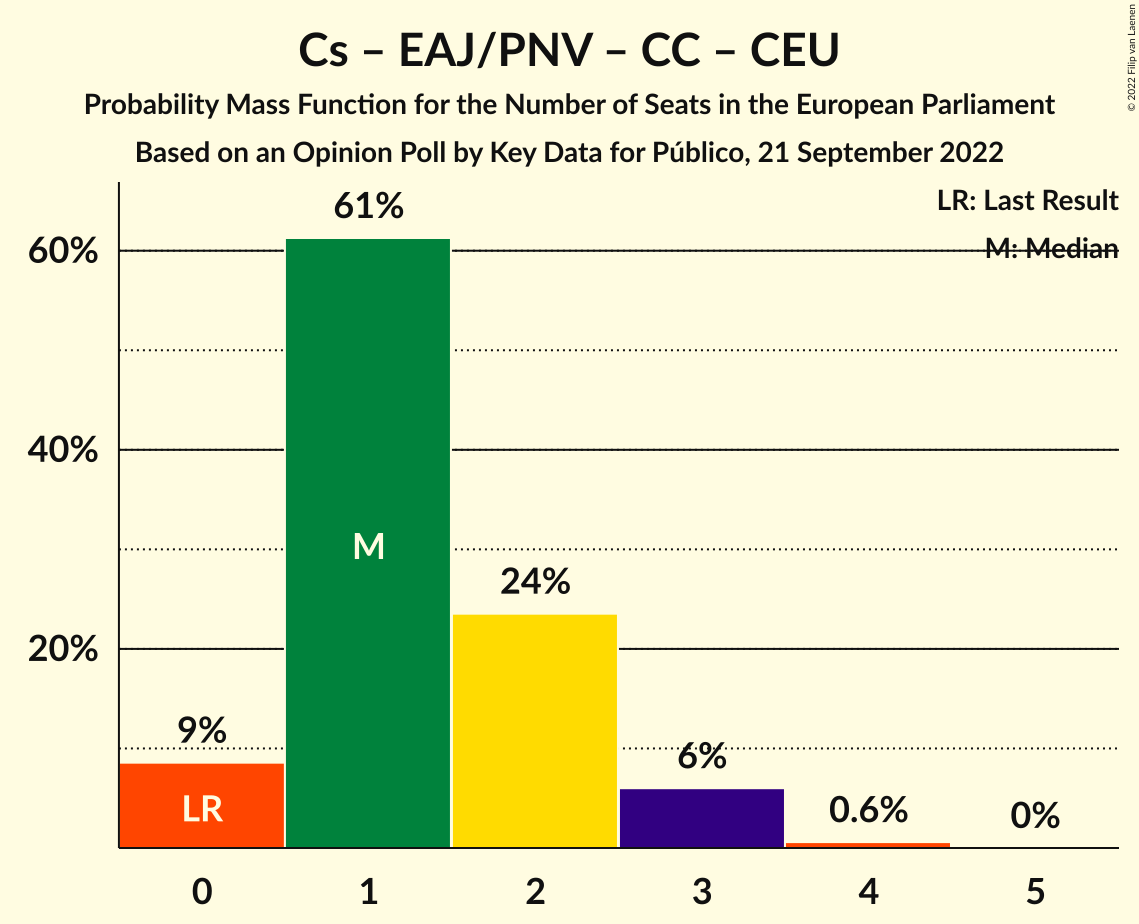 Cs – EAJ/PNV – CC – CEU
Probability Mass Function for the Number of Seats in the European Parliament
Based on an Opinion Poll by Key Data for Público, 21 September 2022
© 2022 Filip van Laenen
LR: Last Result
M: Median
60%
40%
20%
61%
M
24%
9%
LR
6%
0.6%
0%
0 1 2 3 4 5